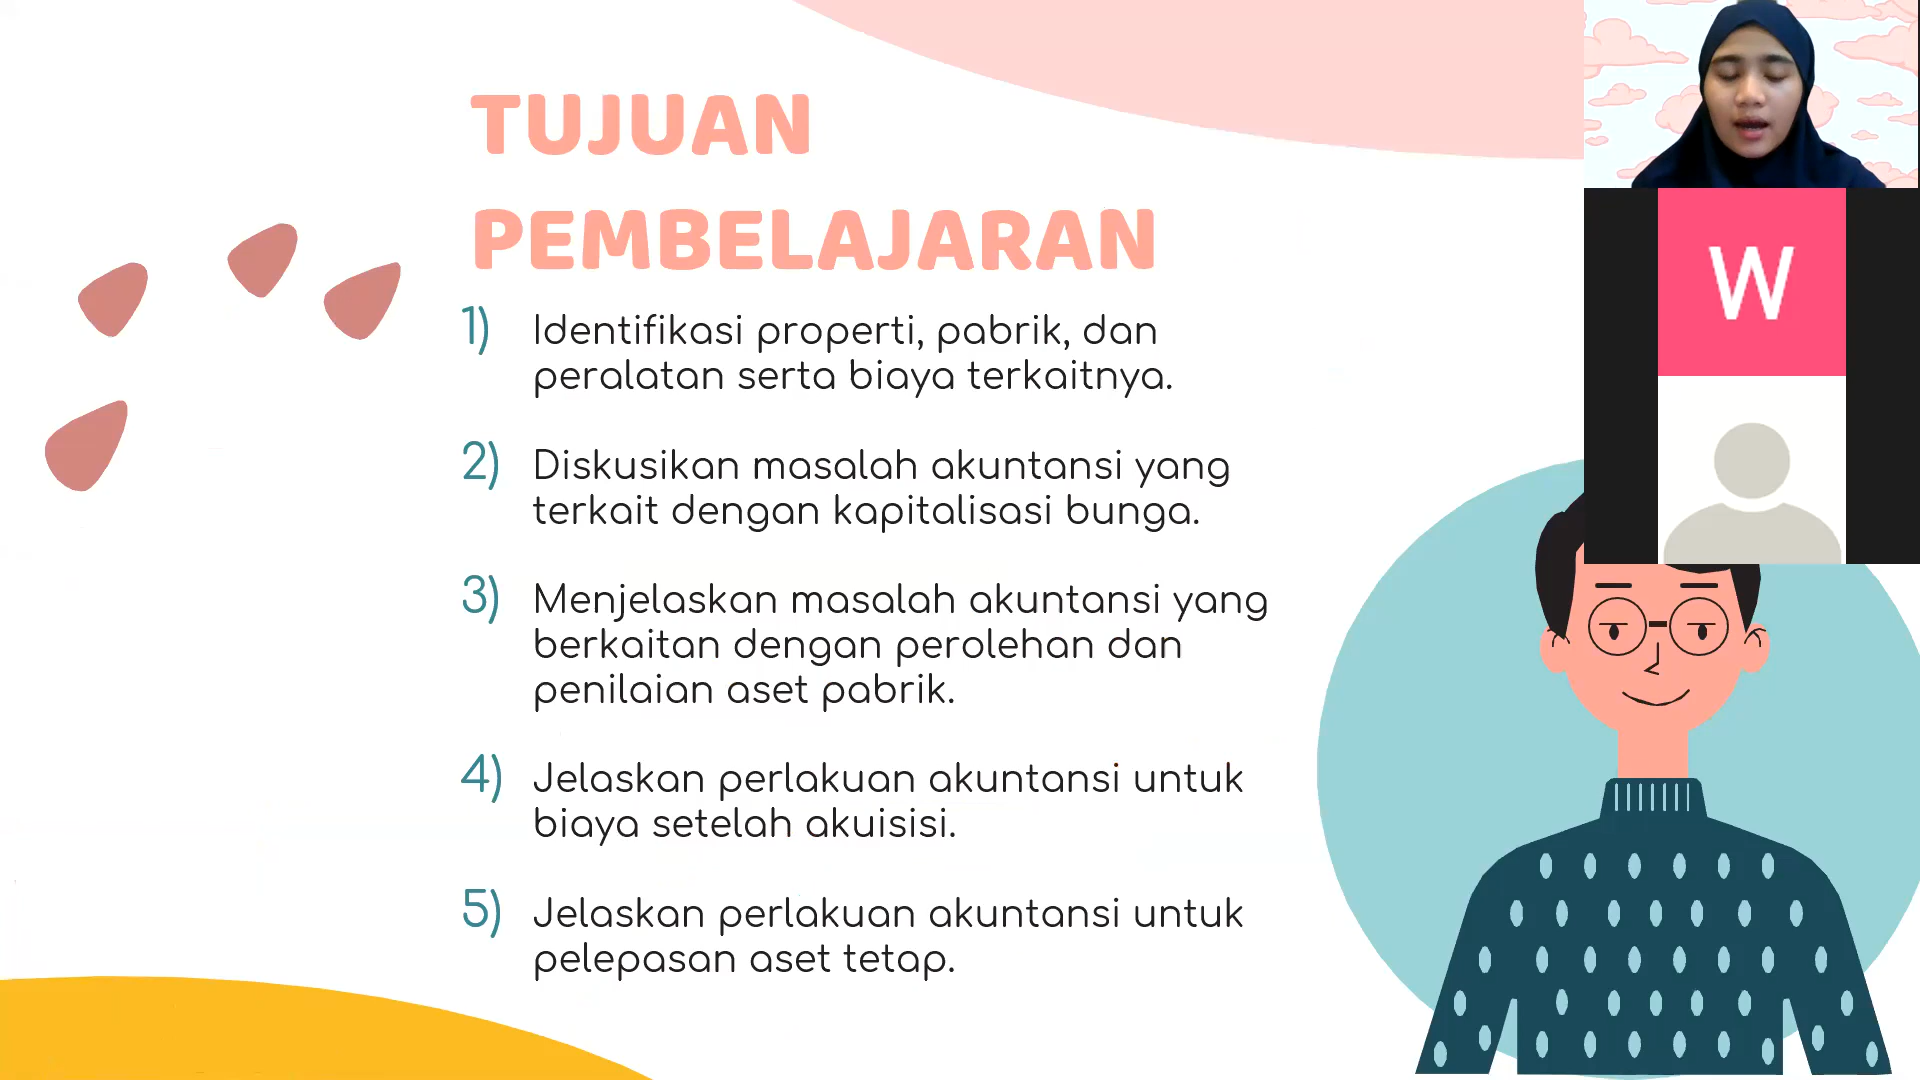 TUJUAN
PEMBELAJARAN
1) Identifikasi properti, pabrik, dan
peralatan serta biaya terkaitnya.
2) Diskusikan masalah akuntansi yang
terkait dengan kapitalisasi bunga.
3) Menjelaskan masalah akuntansi yang
berkaitan dengan perolehan dan
penilaian aset pabrik.
4) Jelaskan perlakuan akuntansi untuk
biaya setelah akuisisi.
5) Jelaskan perlakuan akuntansi untuk
pelepasan aset tetap.
W